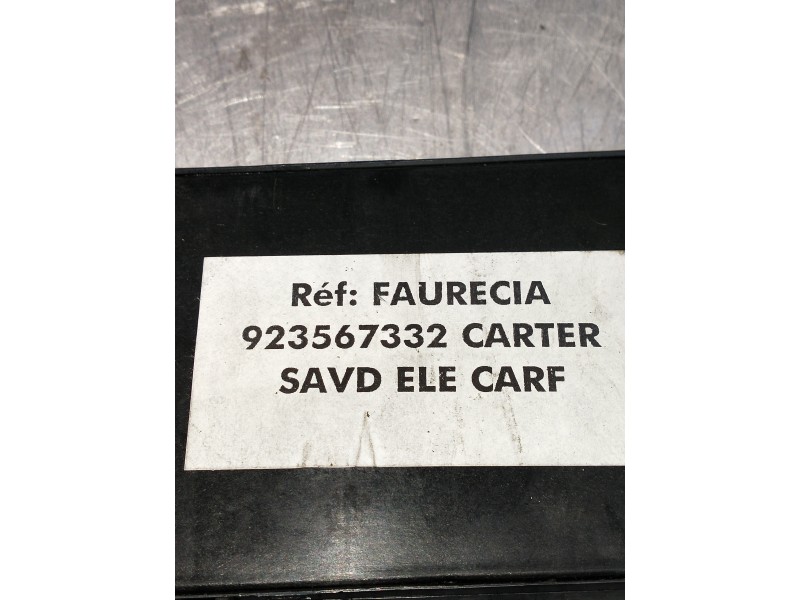 Réf: FAURECIA
923567332 CARTER
SAVD ELE CARF